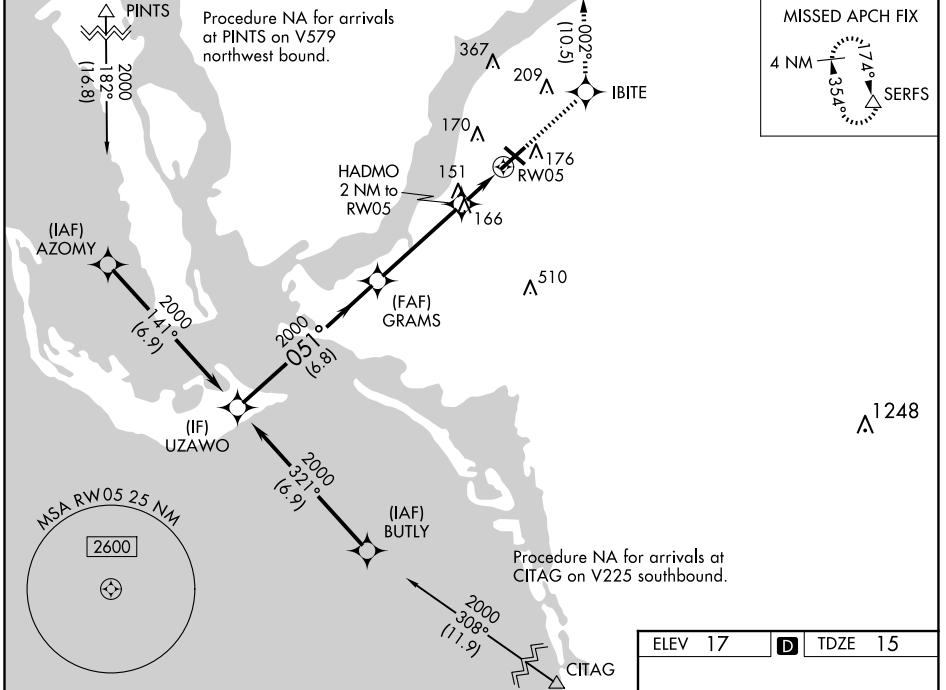 PINTS
2000
182°
(16.8)
Procedure NA for arrivals
at PINTS on V579
northwest bound.
367
209
002°
(10.5)
IBITE
MISSED APCH FIX
4 NM
174°
354°
SERFS
170
176
RW05
HADMO
2 NM to
RW05
151
166
(IAF)
AZOMY
2000
141°
(6.9)
(FAF)
GRAMS
510
2000
051°
(6.8)
(IF)
UZAWO
1248
2000
321°
(6.9)
(IAF)
BUTLY
MSA RW05 25 NM
2600
Procedure NA for arrivals at
CITAG on V225 southbound.
2000
308°
(11.9)
CITAG
ELEV 17 D TDZE 15